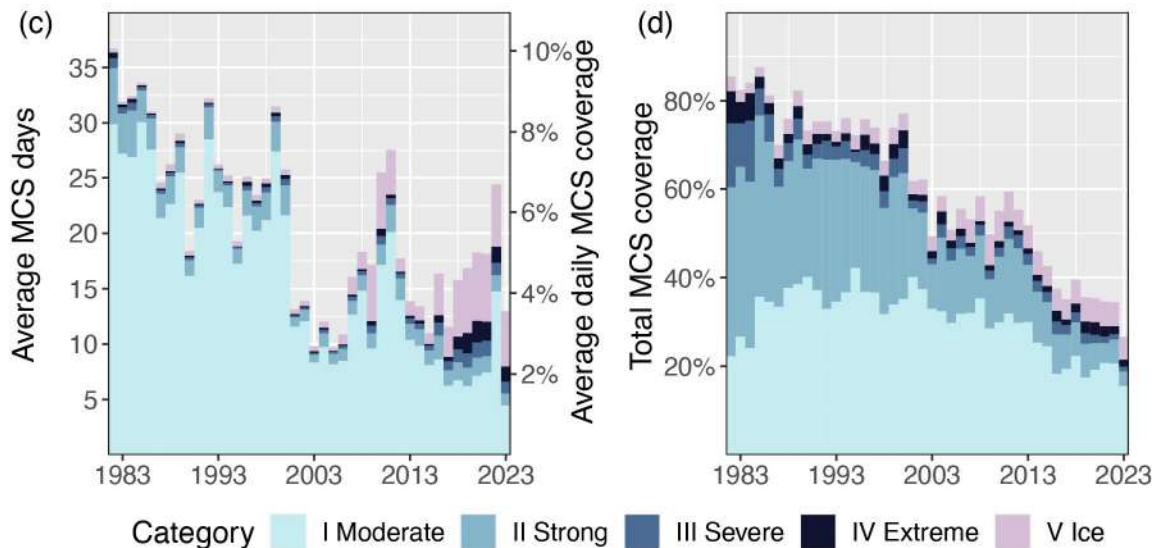 (c)
Average MCS days
35
30
25
20
15
10
5
1983 1993 2003 2013 2023
10%
8%
6%
4%
2%
Average daily MCS coverage
(d)
Total MCS coverage
80%
60%
40%
20%
1983 1993 2003 2013 2023
Category I Moderate II Strong III Severe IV Extreme V Ice